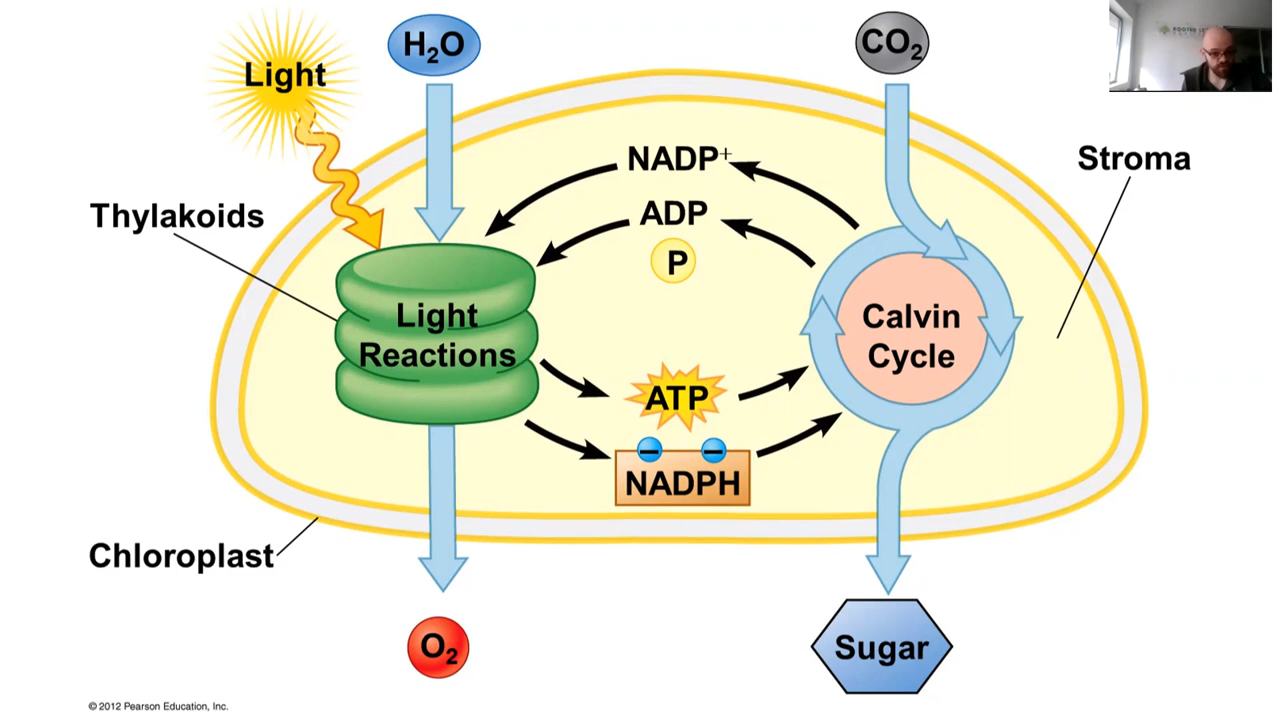 Light
H₂O
CO₂
NADP⁺
Stroma
ADP
Thylakoids
P
Light
Reactions
Calvin
Cycle
ATP
NADPH
Chloroplast
O₂
Sugar
© 2012 Pearson Education, Inc.